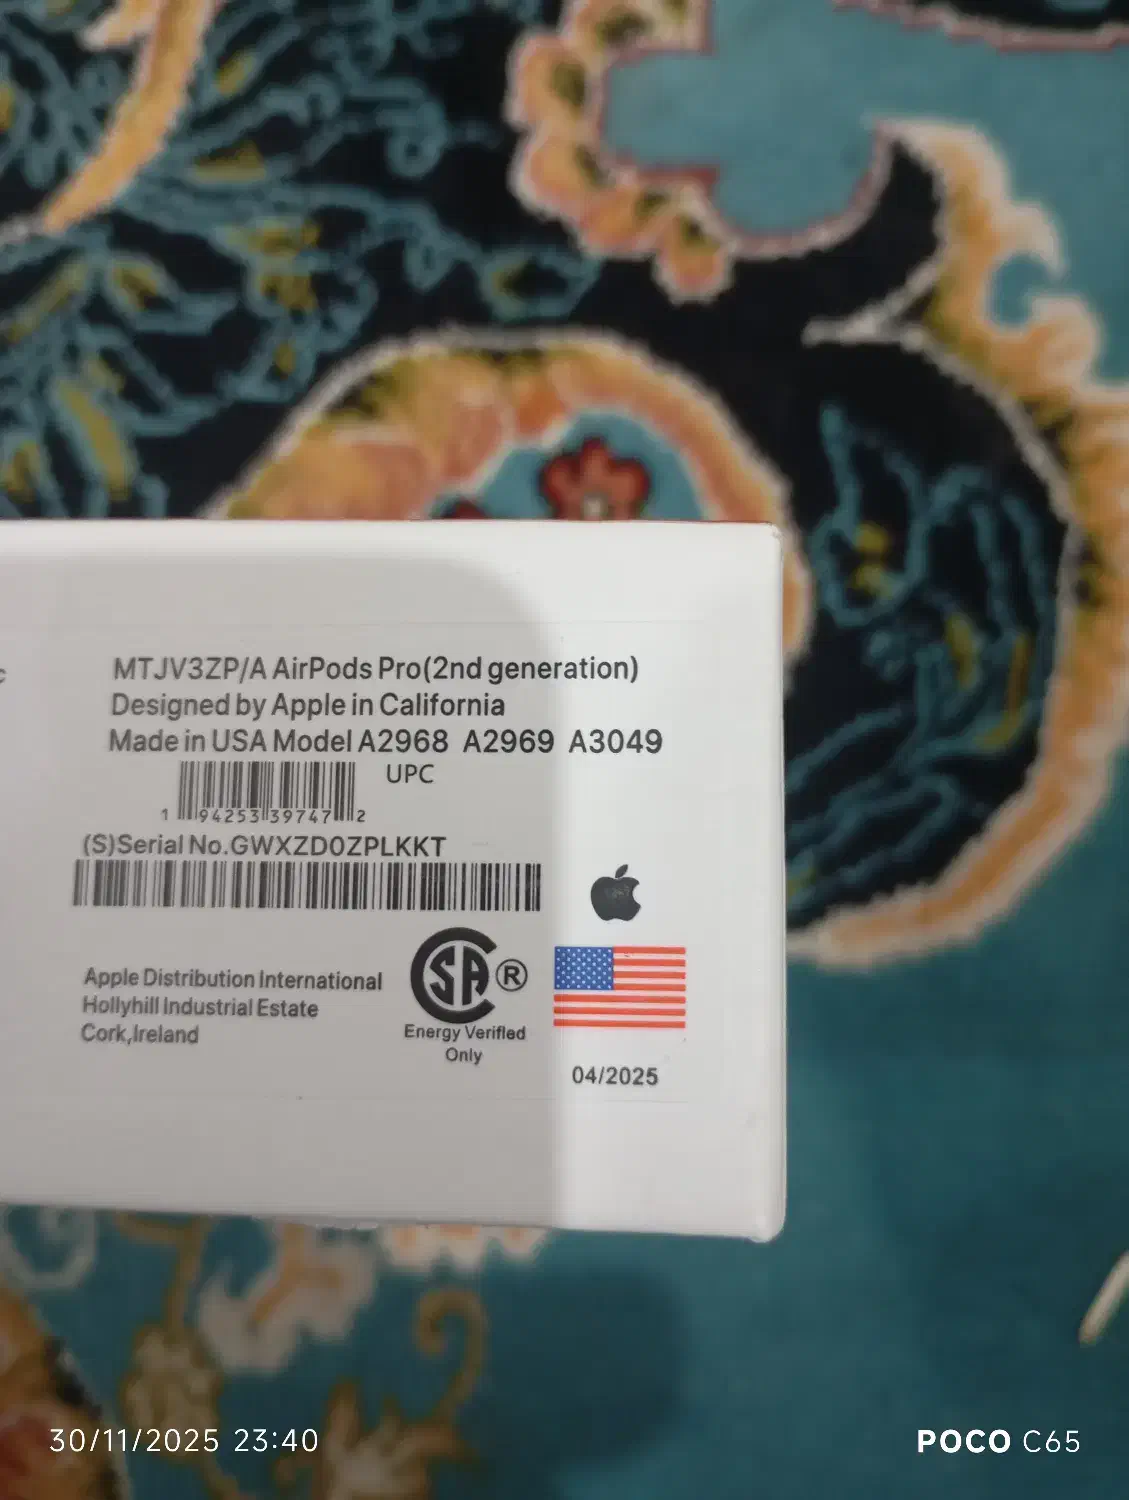 MTJV3ZP/A AirPods Pro(2nd generation)
Designed by Apple in California
Made in USA Model A2968 A2969 A3049
UPC
1 94253 39747 2
(S)Serial No.GWXZD0ZPLKKT
Apple Distribution International
Hollyhill Industrial Estate
Cork,Ireland
CSA ®
Energy Verified
Only
04/2025
30/11/2025 23:40
POCO C65